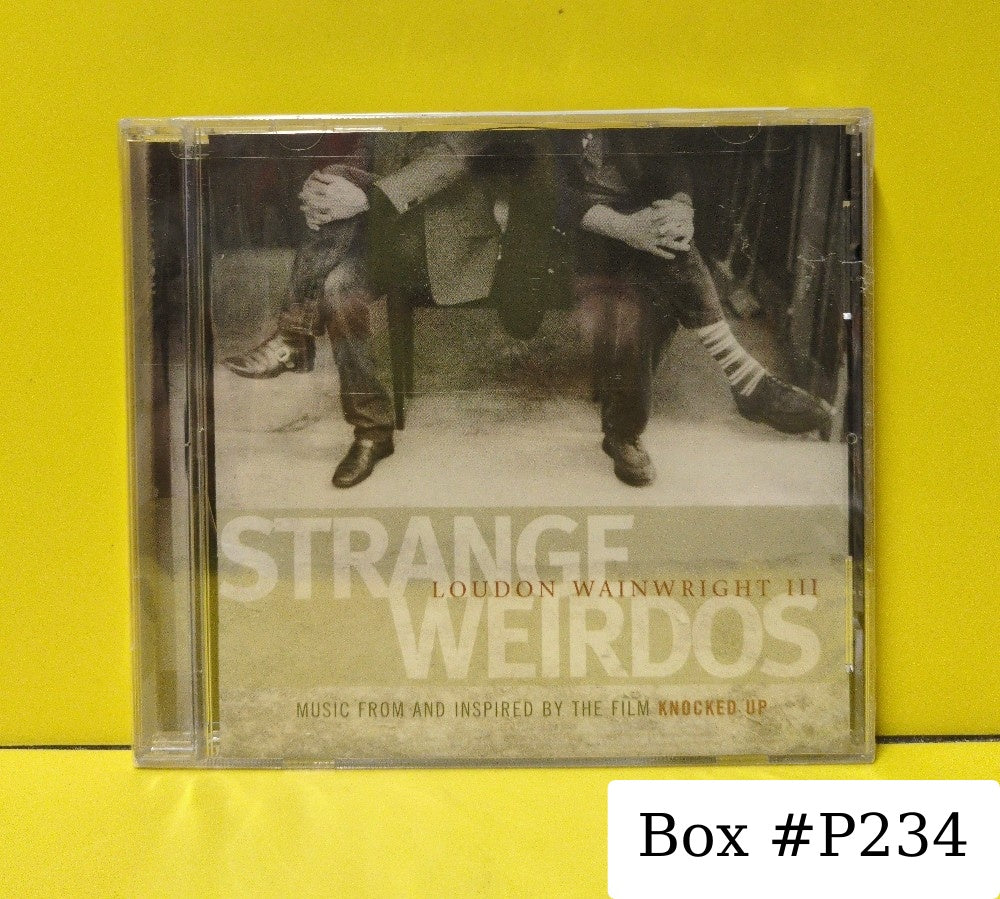 STRANGE
LOUDON WAINWRIGHT III
WEIRDOS
MUSIC FROM AND INSPIRED BY THE FILM KNOCKED UP
Box #P234